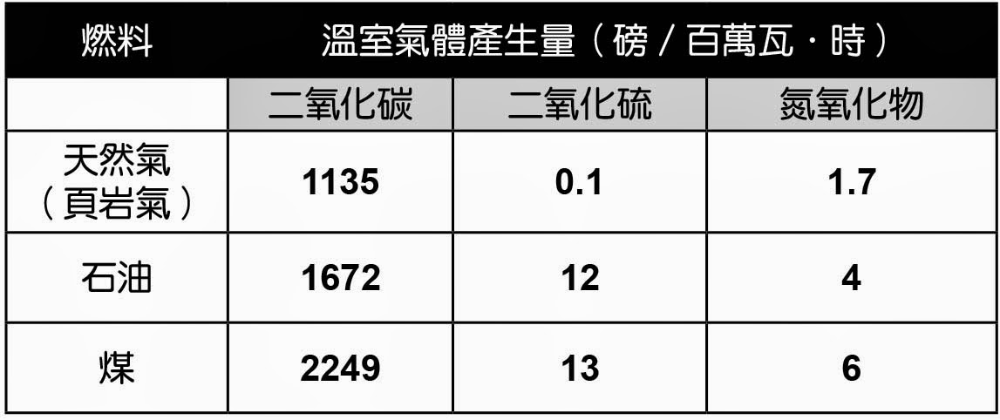 燃料
溫室氣體產生量（磅／百萬瓦·時）
二氧化碳
二氧化硫
氮氧化物
天然氣
（頁岩氣）
1135
0.1
1.7
石油
1672
12
4
煤
2249
13
6